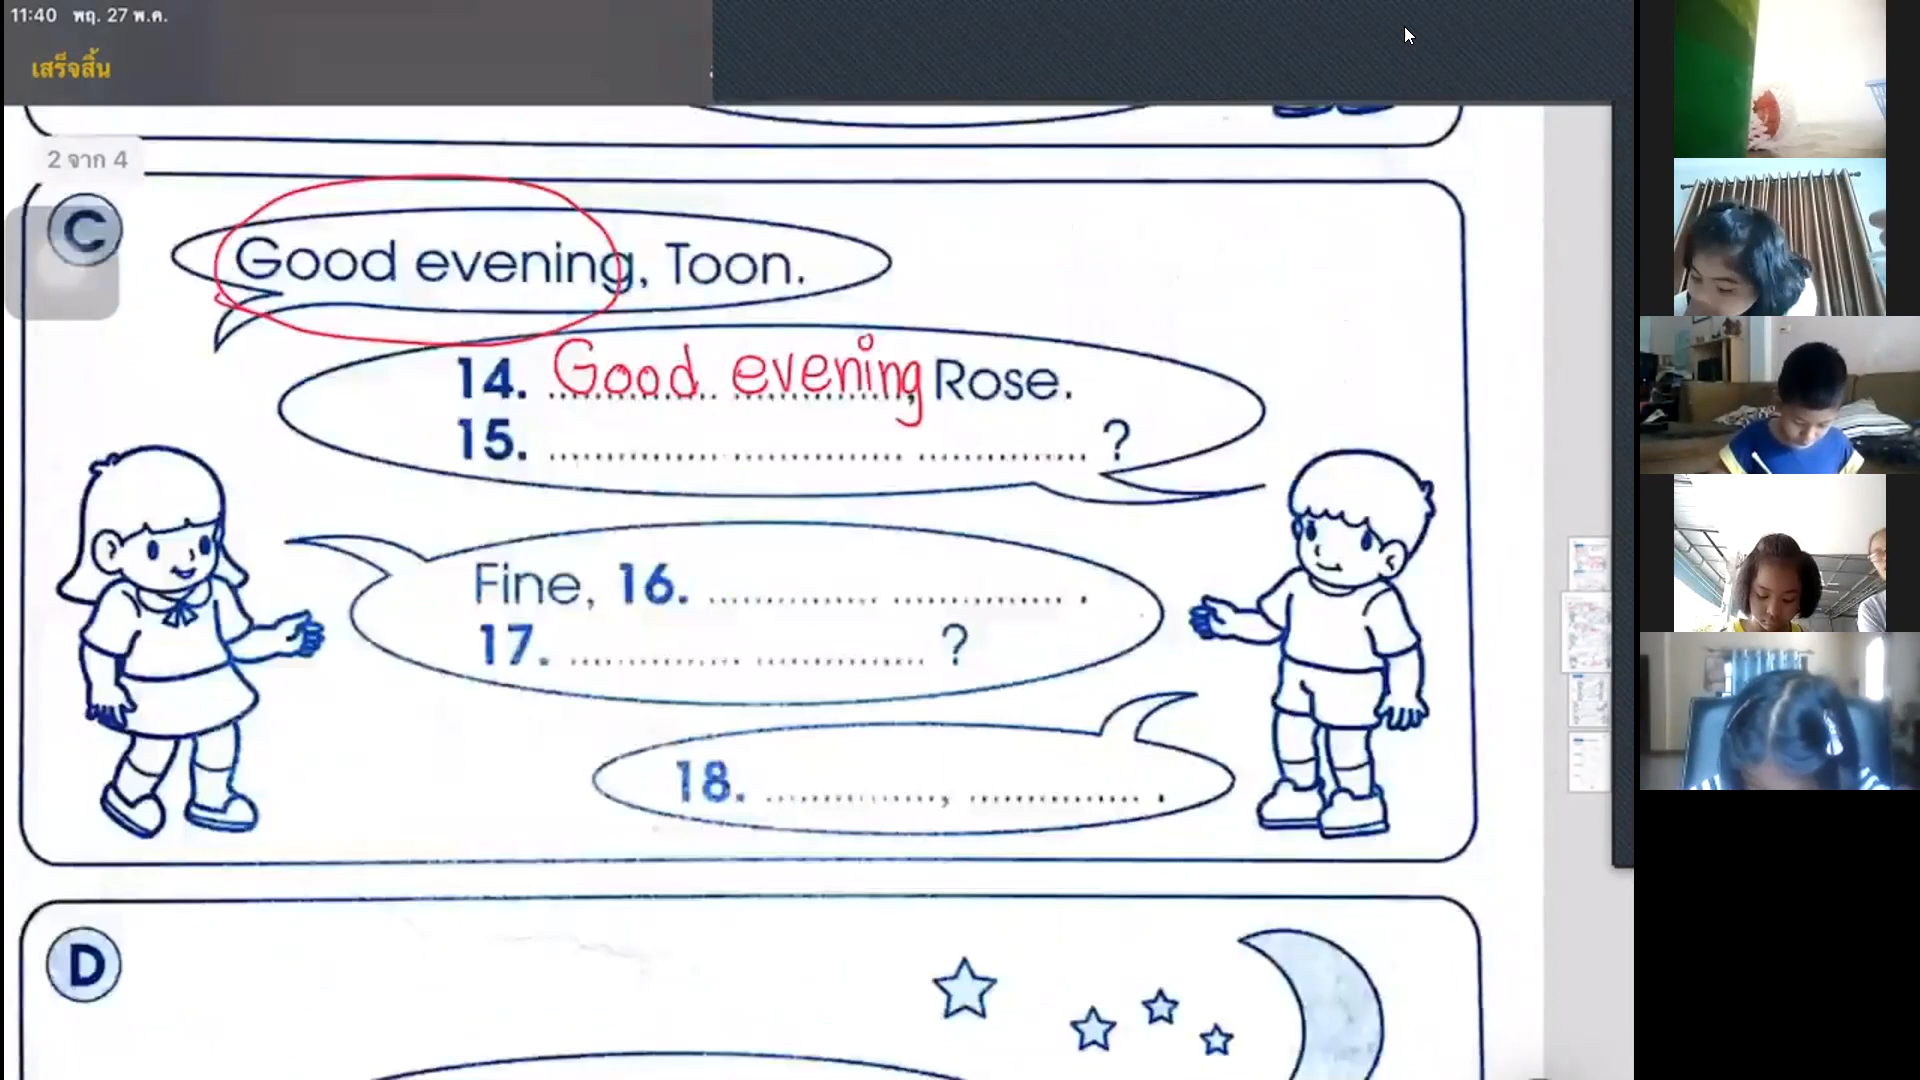 11:40 พฤ. 27 พ.ค.
เสร็จสิ้น
2 จาก 4
C
Good evening, Toon.
14. Good evening, Rose.
15. ........................ ?
Fine, 16. ........................ .
17. ........................ ?
18. ............, ............ .
D